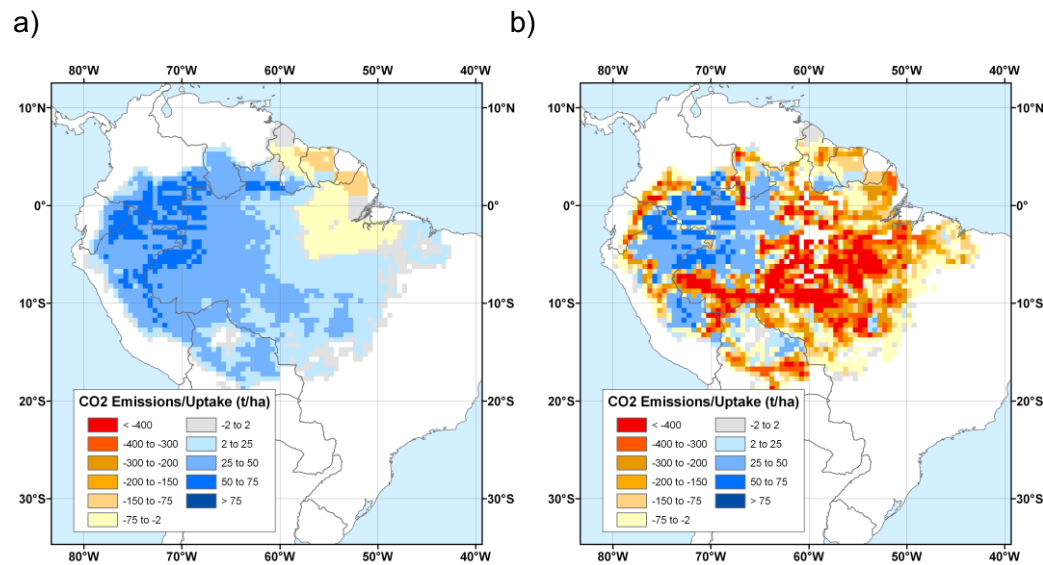 a)
b)
80°W 70°W 60°W 50°W 40°W
80°W 70°W 60°W 50°W 40°W
10°N
10°N
10°N
10°N
0°
0°
0°
0°
10°S
10°S
10°S
10°S
20°S
20°S
20°S
20°S
30°S
30°S
30°S
30°S
CO2 Emissions/Uptake (t/ha)
< -400
-2 to 2
-400 to -300
2 to 25
-300 to -200
25 to 50
-200 to -150
50 to 75
-150 to -75
> 75
-75 to -2
CO2 Emissions/Uptake (t/ha)
< -400
-2 to 2
-400 to -300
2 to 25
-300 to -200
25 to 50
-200 to -150
50 to 75
-150 to -75
> 75
-75 to -2
80°W 70°W 60°W 50°W 40°W
80°W 70°W 60°W 50°W 40°W